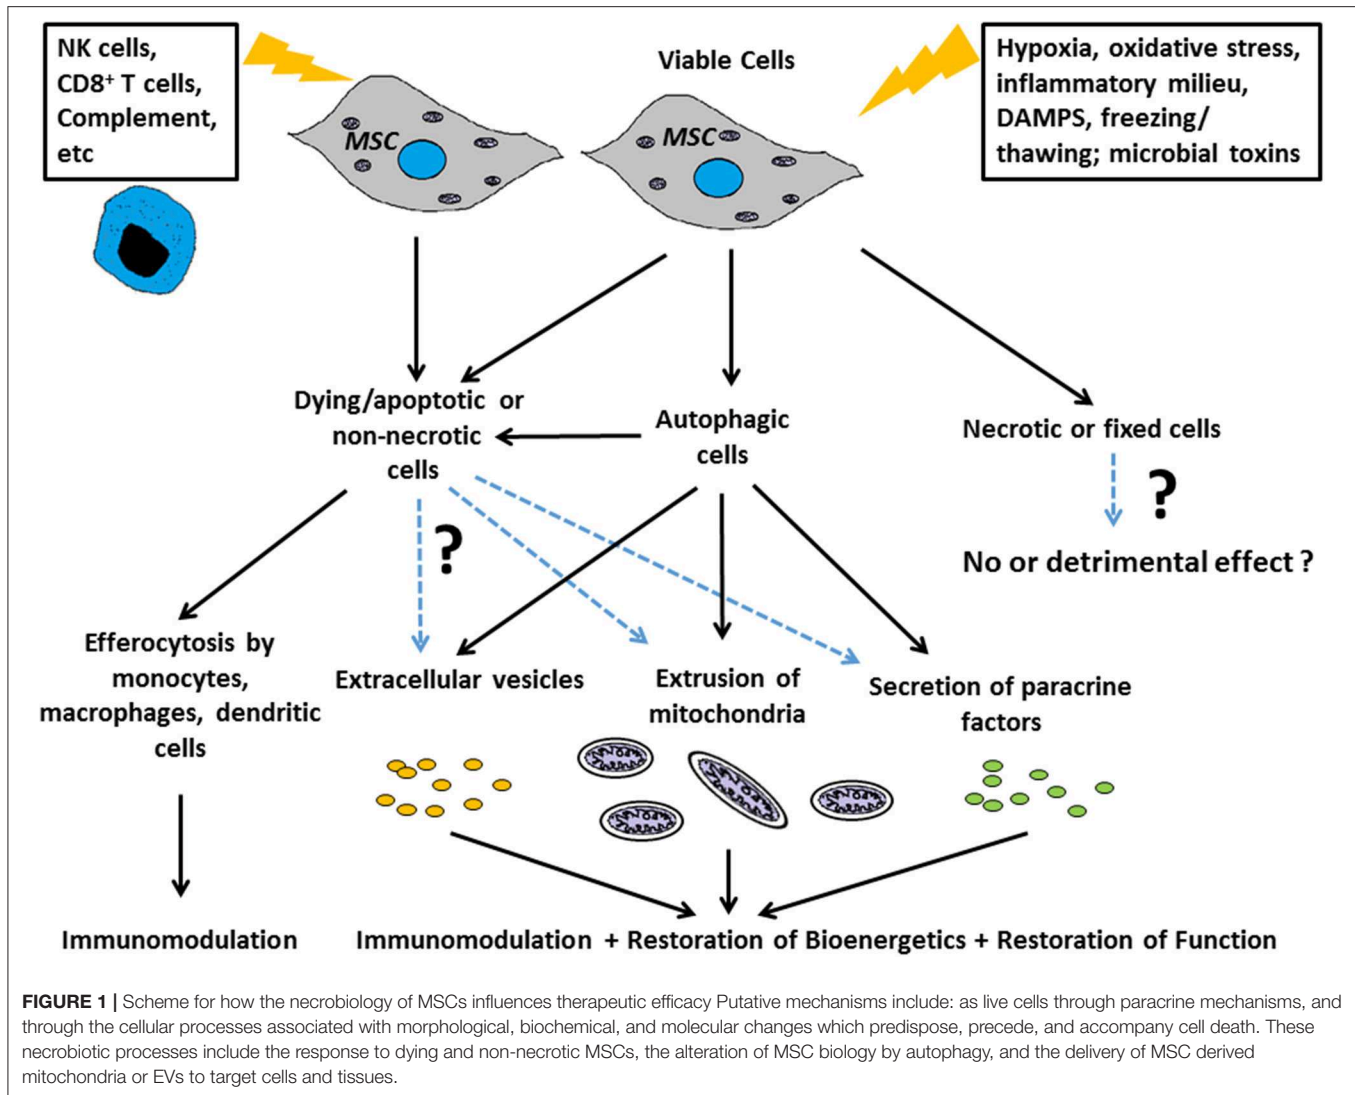 NK cells,
CD8⁺ T cells,
Complement,
etc
Viable Cells
Hypoxia, oxidative stress,
inflammatory milieu,
DAMPS, freezing/
thawing; microbial toxins
MSC
MSC
Dying/apoptotic or
non-necrotic
cells
Autophagic
cells
Necrotic or fixed cells
?
?
No or detrimental effect ?
Efferocytosis by
monocytes,
macrophages, dendritic
cells
Extracellular vesicles
Extrusion of
mitochondria
Secretion of paracrine
factors
Immunomodulation
Immunomodulation + Restoration of Bioenergetics + Restoration of Function
FIGURE 1 | Scheme for how the necrobiology of MSCs influences therapeutic efficacy Putative mechanisms include: as live cells through paracrine mechanisms, and
through the cellular processes associated with morphological, biochemical, and molecular changes which predispose, precede, and accompany cell death. These
necrobiotic processes include the response to dying and non-necrotic MSCs, the alteration of MSC biology by autophagy, and the delivery of MSC derived
mitochondria or EVs to target cells and tissues.